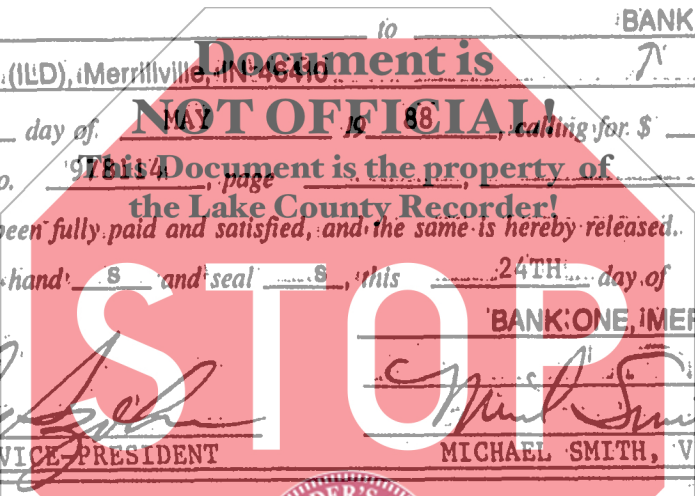 to BANK
(ILD), Merrillville, IN 46410
Document is
day of MAY 19 88, calling for $
NOT OFFICIAL!
o. page
This Document is the property of
the Lake County Recorder!
been fully paid and satisfied, and the same is hereby released.
hand s and seal s, this 24TH day of
STOP
BANK ONE, MER
VICE-PRESIDENT MICHAEL SMITH, V
DER'S